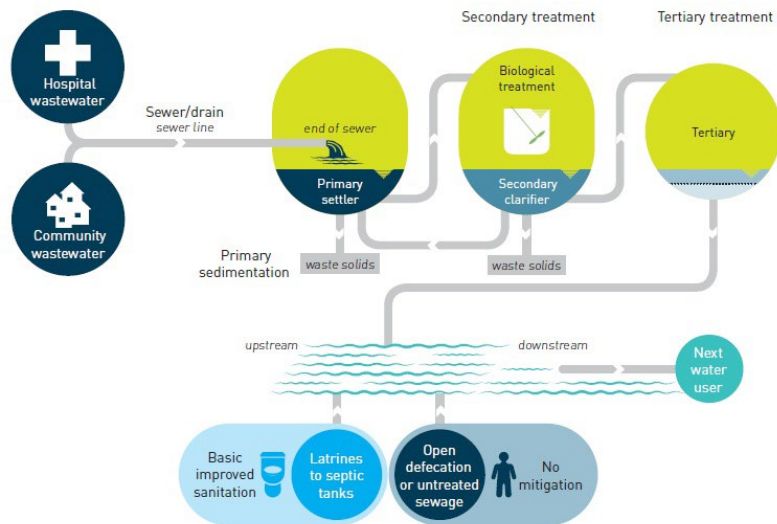 Secondary treatment
Tertiary treatment
Hospital
wastewater
Sewer/drain
sewer line
end of sewer
Biological
treatment
Tertiary
Community
wastewater
Primary
settler
Secondary
clarifier
Primary
sedimentation
waste solids
waste solids
upstream
downstream
Next
water
user
Basic
improved
sanitation
Latrines
to septic
tanks
Open
defecation
or untreated
sewage
No
mitigation